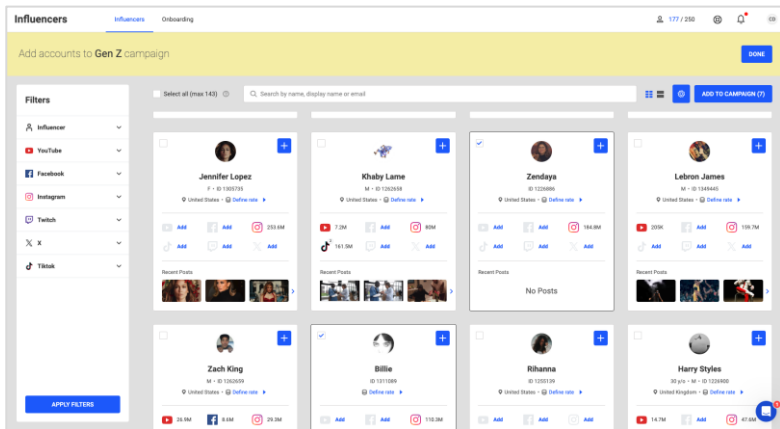 Influencers
Influencers
Onboarding
177 / 250
Add accounts to Gen Z campaign
DONE
Filters
Influencer
YouTube
Facebook
Instagram
Twitch
X
Tiktok
APPLY FILTERS
Select all (max 143)
Search by name, display name or email
ADD TO CAMPAIGN (7)
Jennifer Lopez
F • ID 1305735
United States • Define rate
Add Add 253.6M
Add Add Add
Recent Posts
Khaby Lame
M • ID 1262658
United States • Define rate
7.2M Add 80M
161.5M Add Add
Recent Posts
Zendaya
ID 1226886
United States • Define rate
Add Add 184.6M
Add Add Add
Recent Posts
No Posts
Lebron James
M • ID 1349445
United States • Define rate
205K Add 159.7M
Add Add Add
Recent Posts
Zach King
M • ID 1262659
United States • Define rate
26.9M 8.6M 29.3M
Billie
ID 1311089
Define rate
Add Add 110.3M
Rihanna
ID 1255139
United States • Define rate
Add Add Add
Harry Styles
30 y/o • M • ID 1226900
United Kingdom • Define rate
14.7M Add